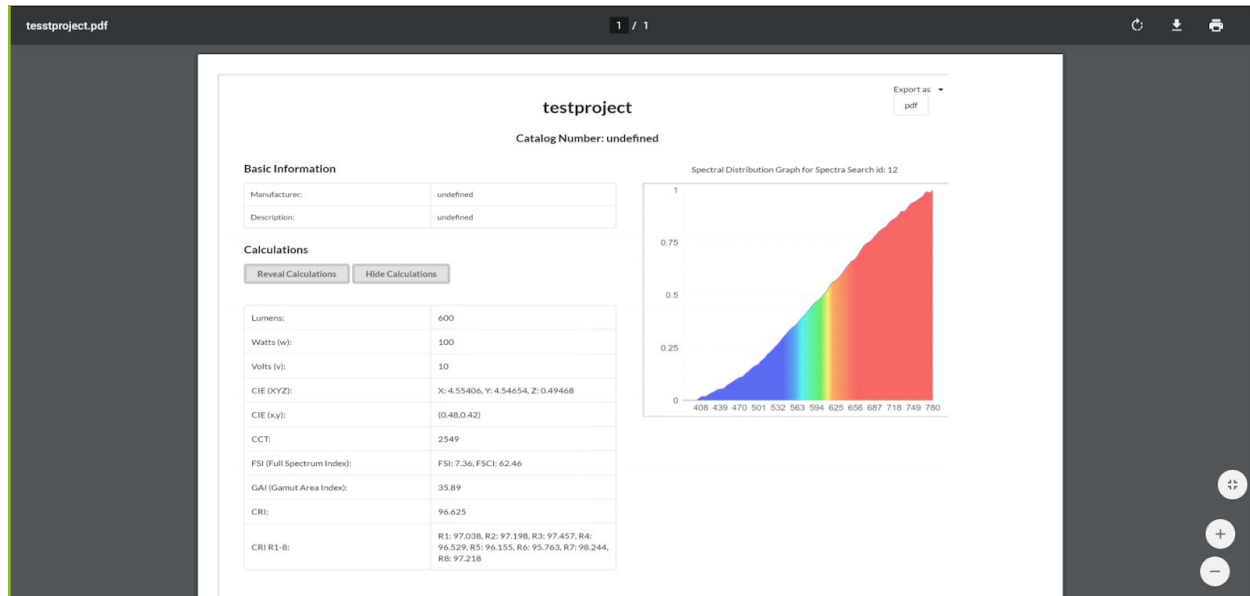 tesstproject.pdf
1 / 1
Export as
pdf
testproject
Catalog Number: undefined
Basic Information
Manufacturer: undefined
Description: undefined
Calculations
Reveal Calculations Hide Calculations
Lumens: 600
Watts (w): 100
Volts (v): 10
CIE (XYZ): X: 4.55406, Y: 4.54654, Z: 0.49468
CIE (x,y): (0.48,0.42)
CCT: 2549
FSI (Full Spectrum Index): FSI: 7.36, FSCI: 62.46
GAI (Gamut Area Index): 35.89
CRI: 96.625
CRI R1-8: R1: 97.038, R2: 97.198, R3: 97.457, R4:
96.529, R5: 96.155, R6: 95.763, R7: 98.244,
R8: 97.218
Spectral Distribution Graph for Spectra Search id: 12
1
0.75
0.5
0.25
0
408 439 470 501 532 563 594 625 656 687 718 749 780